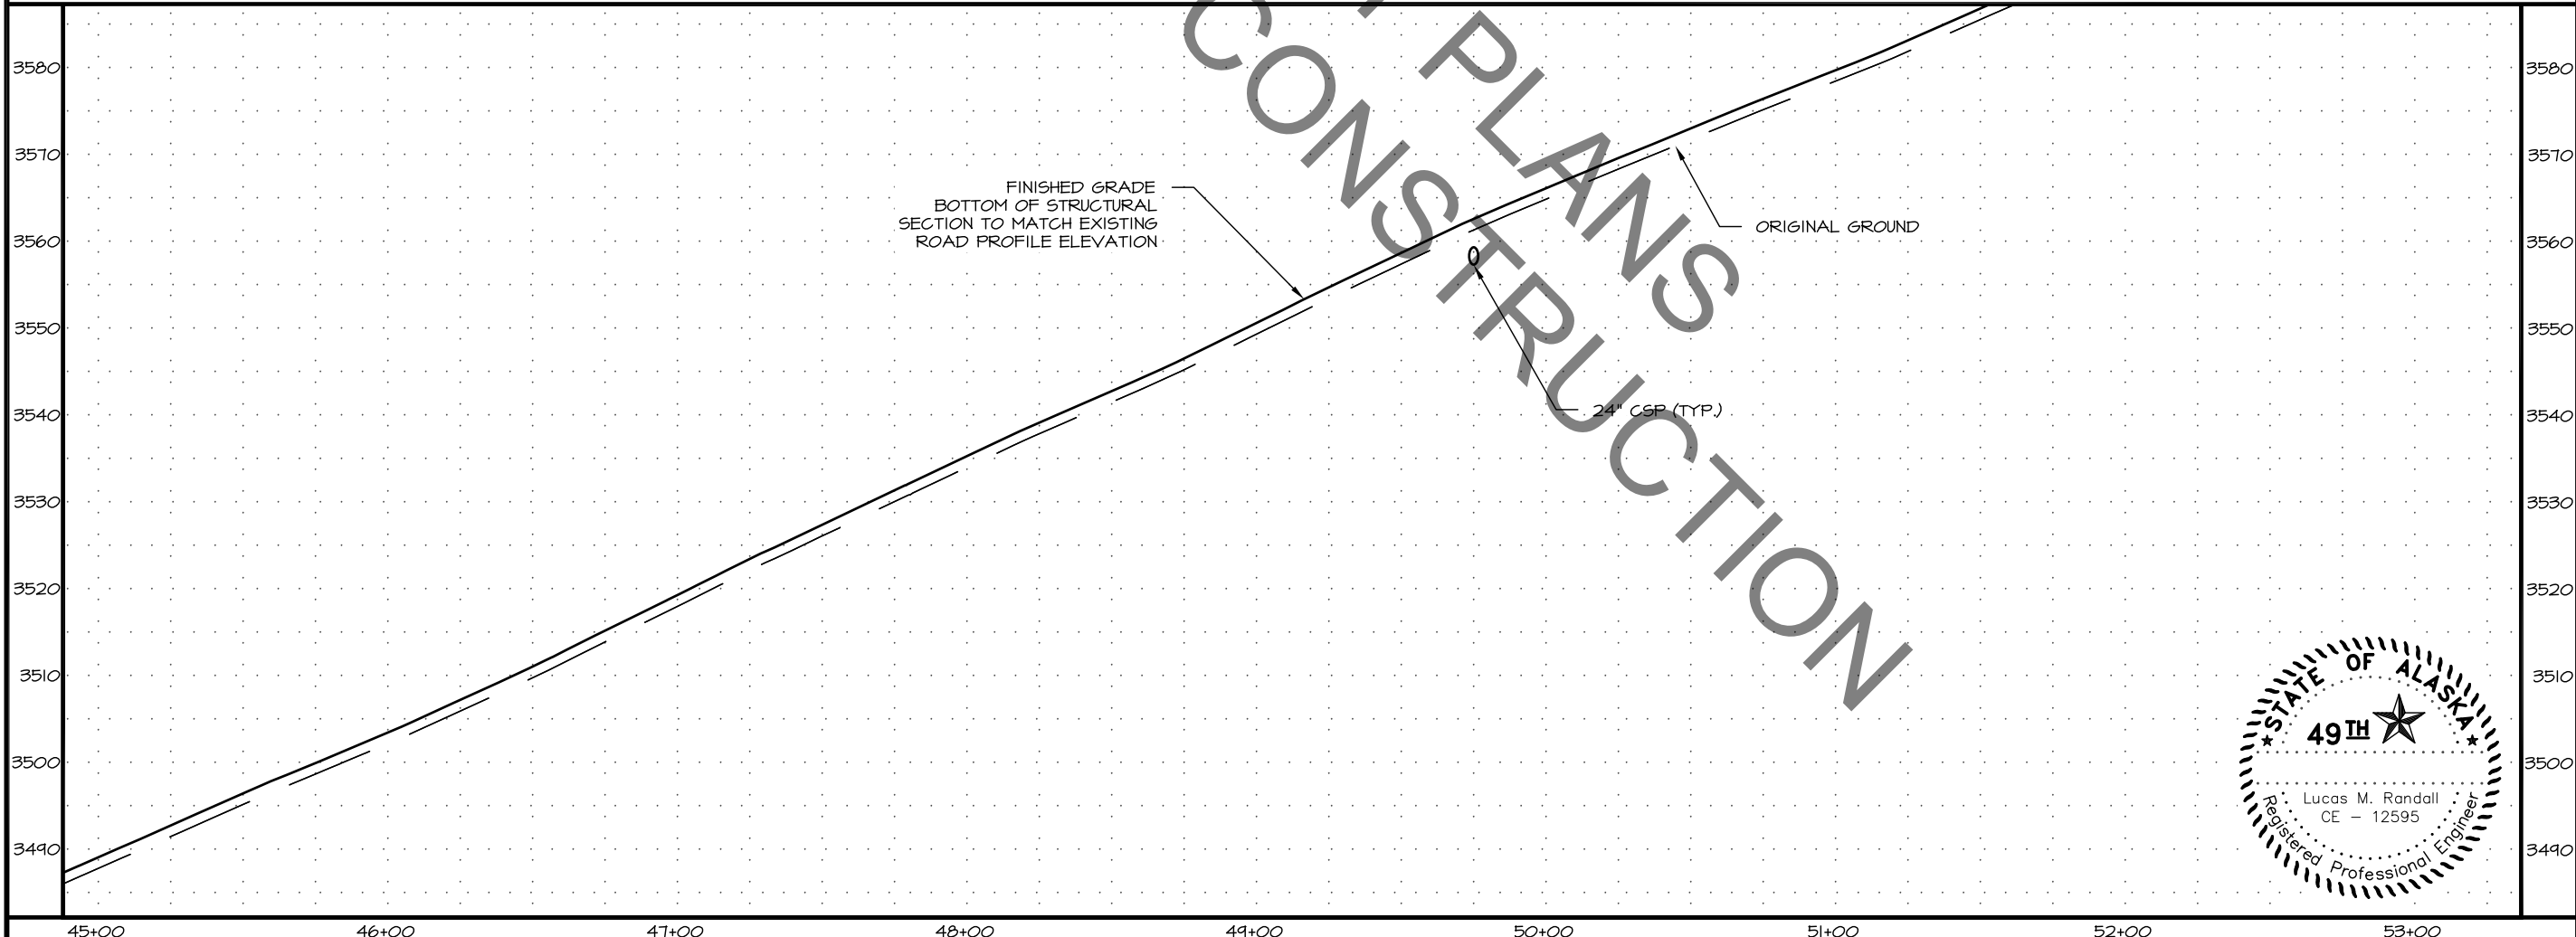 PLANS
CONSTRUCTION
3580
3580
3570
3570
FINISHED GRADE
BOTTOM OF STRUCTURAL
SECTION TO MATCH EXISTING
ROAD PROFILE ELEVATION
ORIGINAL GROUND
3560
3560
3550
3550
24" CSP (TYP.)
3540
3540
3530
3530
3520
3520
3510
3510
3500
3500
3490
3490
STATE OF ALASKA
49TH
Lucas M. Randall
CE – 12595
Registered Professional Engineer
45+00
46+00
47+00
48+00
49+00
50+00
51+00
52+00
53+00